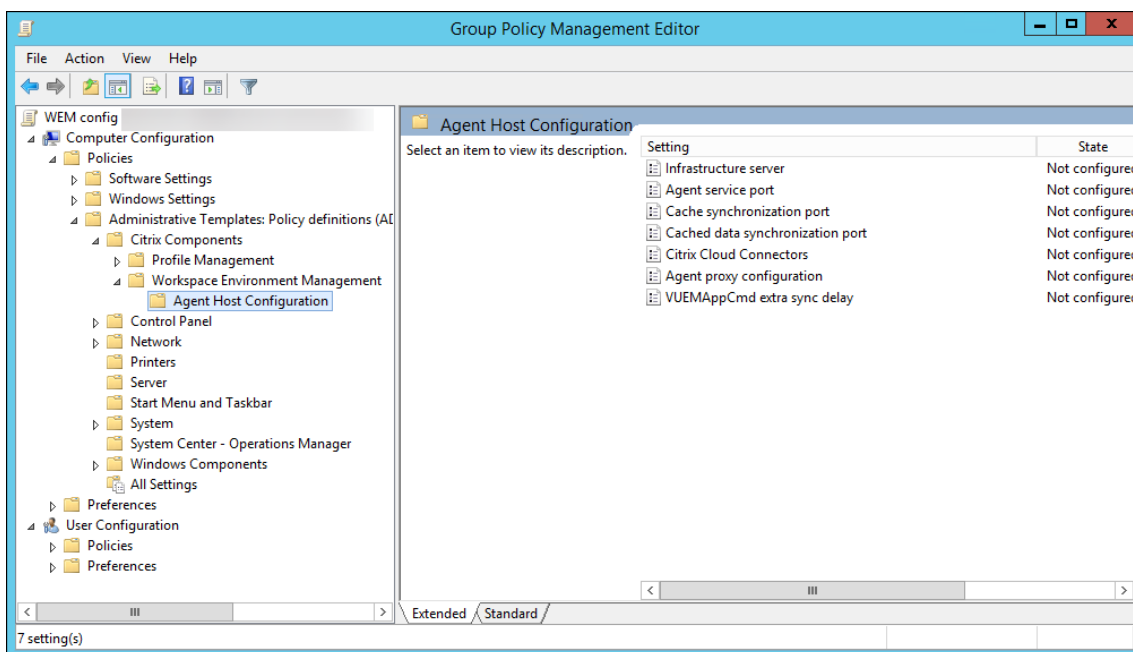 Group Policy Management Editor
File Action View Help
WEM config
Computer Configuration
Policies
Software Settings
Windows Settings
Administrative Templates: Policy definitions (AD
Citrix Components
Profile Management
Workspace Environment Management
Agent Host Configuration
Control Panel
Network
Printers
Server
Start Menu and Taskbar
System
System Center - Operations Manager
Windows Components
All Settings
Preferences
User Configuration
Policies
Preferences
Agent Host Configuration
Select an item to view its description.
Setting State
Infrastructure server Not configured
Agent service port Not configured
Cache synchronization port Not configured
Cached data synchronization port Not configured
Citrix Cloud Connectors Not configured
Agent proxy configuration Not configured
VUEMAppCmd extra sync delay Not configured
Extended Standard
7 setting(s)